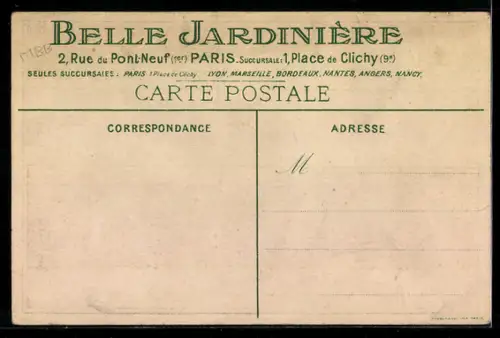 BELLE JARDINIÈRE
2, Rue du Pont-Neuf (1er) PARIS. SUCCURSALE: 1, Place de Clichy (9e)
SEULES SUCCURSALES: PARIS 1 Place de Clichy. LYON, MARSEILLE, BORDEAUX, NANTES, ANGERS, NANCY.
CARTE POSTALE
CORRESPONDANCE
ADRESSE
M